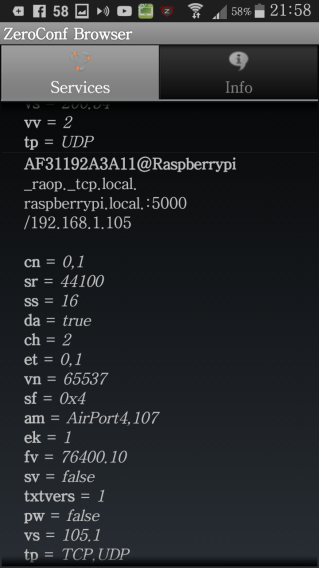 58 58% 21:58
ZeroConf Browser
Services Info
vs = 200.54
vv = 2
tp = UDP
AF31192A3A11@Raspberrypi
_raop._tcp.local.
raspberrypi.local.:5000
/192.168.1.105
cn = 0,1
sr = 44100
ss = 16
da = true
ch = 2
et = 0,1
vn = 65537
sf = 0x4
am = AirPort4,107
ek = 1
fv = 76400.10
sv = false
txtvers = 1
pw = false
vs = 105.1
tp = TCP,UDP